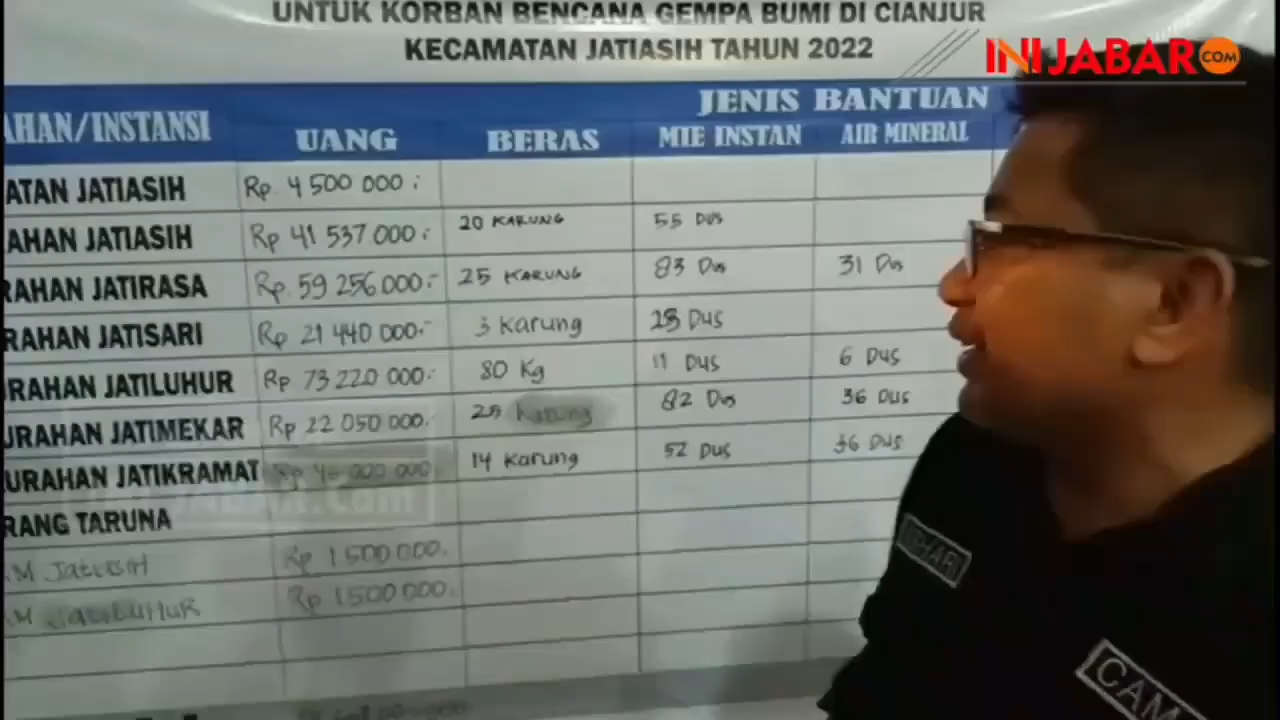 UNTUK KORBAN BENCANA GEMPA BUMI DI CIANJUR
KECAMATAN JATIASIH TAHUN 2022
INIJABAR.COM
JENIS BANTUAN
AHAN/INSTANSI UANG BERAS MIE INSTAN AIR MINERAL
ATAN JATIASIH Rp 4 500 000:
AHAN JATIASIH Rp 41 537 000: 20 KARUNG 55 Dus
RAHAN JATIRASA Rp 59 256 000:- 25 KARUNG 83 Dus 31 Dus
RAHAN JATISARI Rp 21 440 000:- 3 Karung Dus
URAHAN JATILUHUR Rp 73 220 000:- 80 Kg 11 Dus 6 Dus
URAHAN JATIMEKAR Rp 22 050 000. Karung 82 Dus 36 Dus
URAHAN JATIKRAMAT Rp 14 Karung 52 Dus 36 Dus
RANG TARUNA
M Jatiasih Rp 1 500 000.
M JatiLUHUR Rp 1 500 000.
CAM